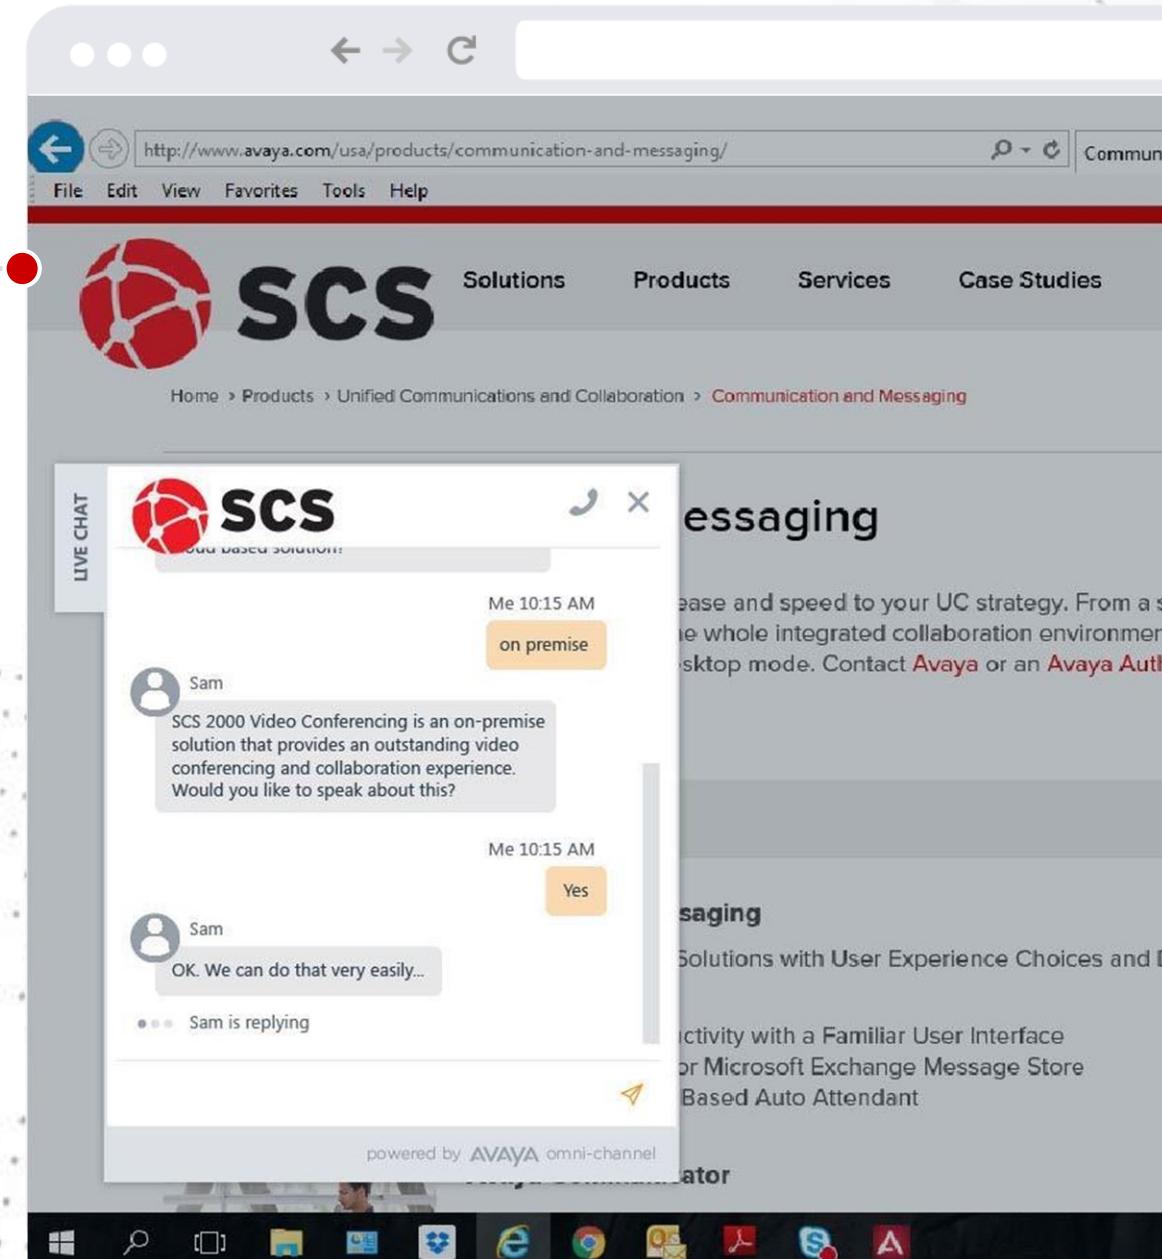 http://www.avaya.com/usa/products/communication-and-messaging/
Commun
File Edit View Favorites Tools Help
SCS
Solutions Products Services Case Studies
Home > Products > Unified Communications and Collaboration > Communication and Messaging
LIVE CHAT
SCS
essaging
oud based solution?
Me 10:15 AM
on premise
Sam
SCS 2000 Video Conferencing is an on-premise
solution that provides an outstanding video
conferencing and collaboration experience.
Would you like to speak about this?
Me 10:15 AM
Yes
Sam
OK. We can do that very easily...
Sam is replying
powered by AVAYA omni-channel
ease and speed to your UC strategy. From a s
e whole integrated collaboration environmen
sktop mode. Contact Avaya or an Avaya Auth
saging
Solutions with User Experience Choices and D
ctivity with a Familiar User Interface
or Microsoft Exchange Message Store
Based Auto Attendant
ator